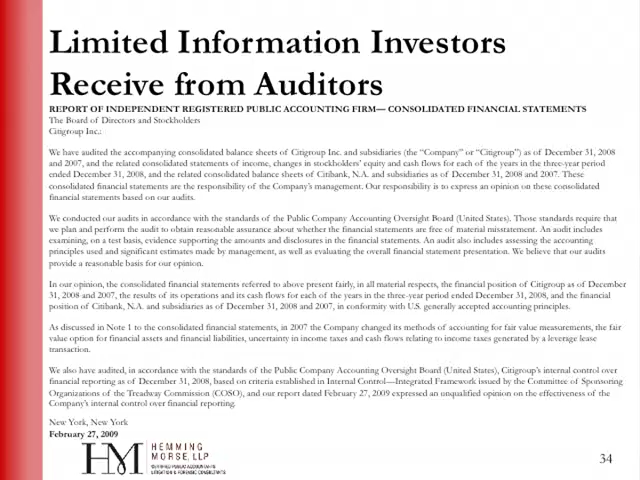 Limited Information Investors
Receive from Auditors
REPORT OF INDEPENDENT REGISTERED PUBLIC ACCOUNTING FIRM— CONSOLIDATED FINANCIAL STATEMENTS
The Board of Directors and Stockholders
Citigroup Inc.:
We have audited the accompanying consolidated balance sheets of Citigroup Inc. and subsidiaries (the “Company” or “Citigroup”) as of December 31, 2008
and 2007, and the related consolidated statements of income, changes in stockholders’ equity and cash flows for each of the years in the three-year period
ended December 31, 2008, and the related consolidated balance sheets of Citibank, N.A. and subsidiaries as of December 31, 2008 and 2007. These
consolidated financial statements are the responsibility of the Company’s management. Our responsibility is to express an opinion on these consolidated
financial statements based on our audits.
We conducted our audits in accordance with the standards of the Public Company Accounting Oversight Board (United States). Those standards require that
we plan and perform the audit to obtain reasonable assurance about whether the financial statements are free of material misstatement. An audit includes
examining, on a test basis, evidence supporting the amounts and disclosures in the financial statements. An audit also includes assessing the accounting
principles used and significant estimates made by management, as well as evaluating the overall financial statement presentation. We believe that our audits
provide a reasonable basis for our opinion.
In our opinion, the consolidated financial statements referred to above present fairly, in all material respects, the financial position of Citigroup as of December
31, 2008 and 2007, the results of its operations and its cash flows for each of the years in the three-year period ended December 31, 2008, and the financial
position of Citibank, N.A. and subsidiaries as of December 31, 2008 and 2007, in conformity with U.S. generally accepted accounting principles.
As discussed in Note 1 to the consolidated financial statements, in 2007 the Company changed its methods of accounting for fair value measurements, the fair
value option for financial assets and financial liabilities, uncertainty in income taxes and cash flows relating to income taxes generated by a leverage lease
transaction.
We also have audited, in accordance with the standards of the Public Company Accounting Oversight Board (United States), Citigroup’s internal control over
financial reporting as of December 31, 2008, based on criteria established in Internal Control—Integrated Framework issued by the Committee of Sponsoring
Organizations of the Treadway Commission (COSO), and our report dated February 27, 2009 expressed an unqualified opinion on the effectiveness of the
Company’s internal control over financial reporting.
New York, New York
February 27, 2009
HM
HEMMING
MORSE, LLP
CERTIFIED PUBLIC ACCOUNTANTS
LITIGATION & FORENSIC CONSULTANTS
34